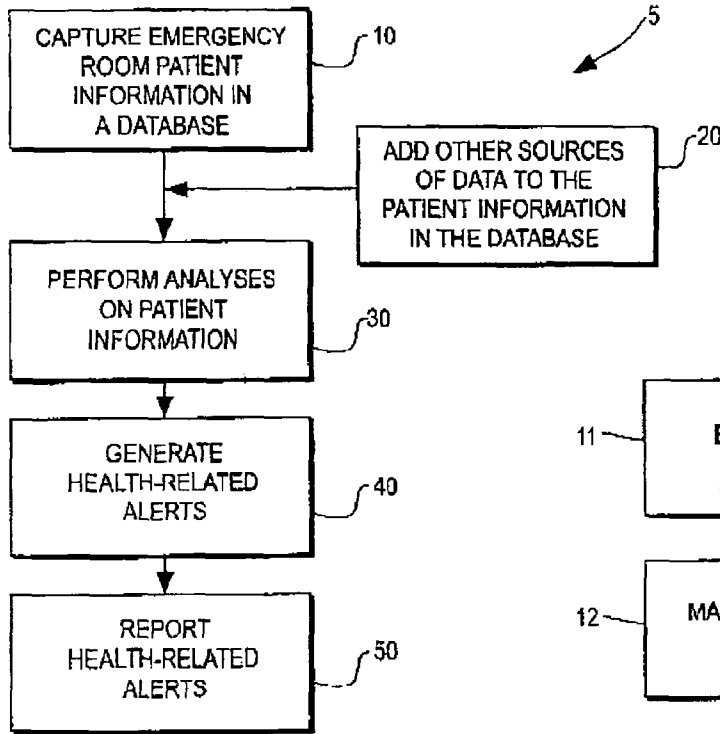 CAPTURE EMERGENCY
ROOM PATIENT
INFORMATION IN
A DATABASE
10
5
ADD OTHER SOURCES
OF DATA TO THE
PATIENT INFORMATION
IN THE DATABASE
20
PERFORM ANALYSES
ON PATIENT
INFORMATION
30
GENERATE
HEALTH-RELATED
ALERTS
40
REPORT
HEALTH-RELATED
ALERTS
50
11
12
MA